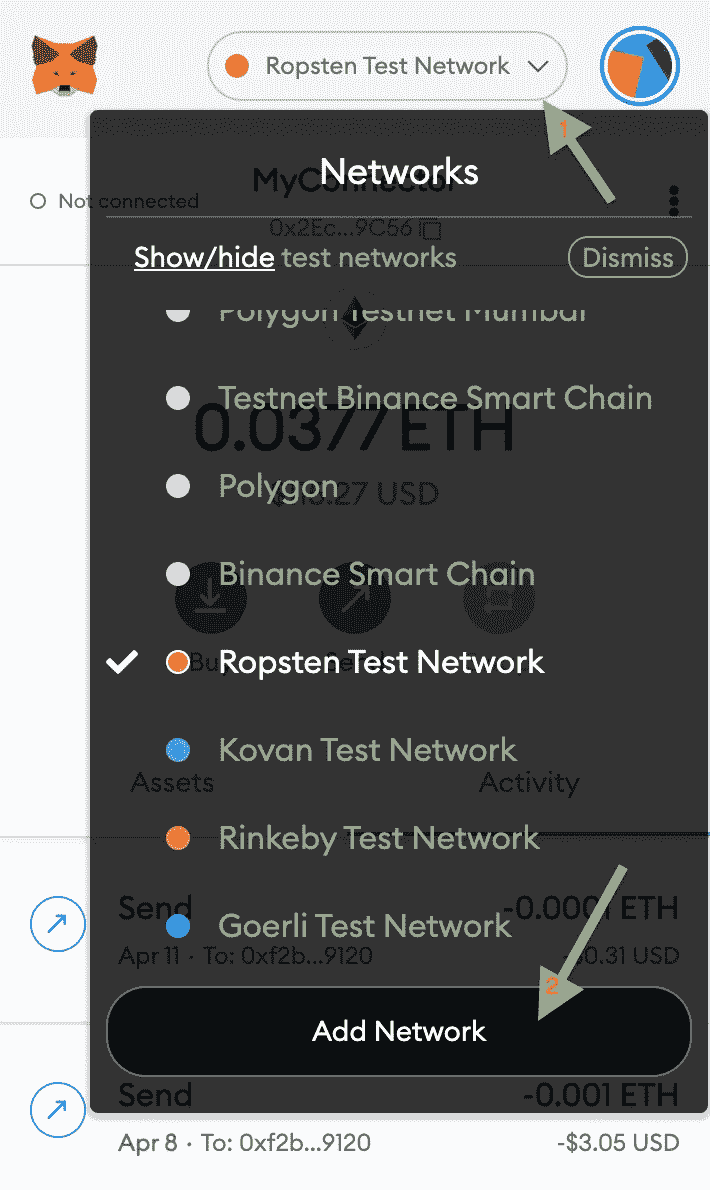 Ropsten Test Network
1
Networks
MyConnector
Not connected
0x2Ec...9C56
Show/hide test networks
Dismiss
Polygon Testnet Mumbai
Testnet Binance Smart Chain
0.0377 ETH
Polygon
.27 USD
Binance Smart Chain
Ropsten Test Network
Kovan Test Network
Assets
Activity
Rinkeby Test Network
Send
-0.0001 ETH
Goerli Test Network
Apr 11 · To: 0xf2b...9120
-$0.31 USD
2
Add Network
Send
-0.001 ETH
Apr 8 · To: 0xf2b...9120
-$3.05 USD